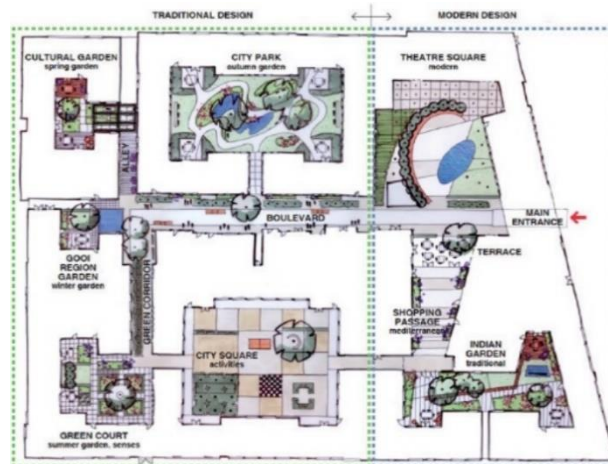 TRADITIONAL DESIGN
MODERN DESIGN
CULTURAL GARDEN
spring garden
CITY PARK
autumn garden
THEATRE SQUARE
modern
ALLEY
BOULEVARD
MAIN
ENTRANCE
GOOI
REGION
GARDEN
winter garden
GREEN CORRIDOR
TERRACE
SHOPPING
PASSAGE
mediterranean
CITY SQUARE
activities
INDIAN
GARDEN
traditional
GREEN COURT
summer garden, senses